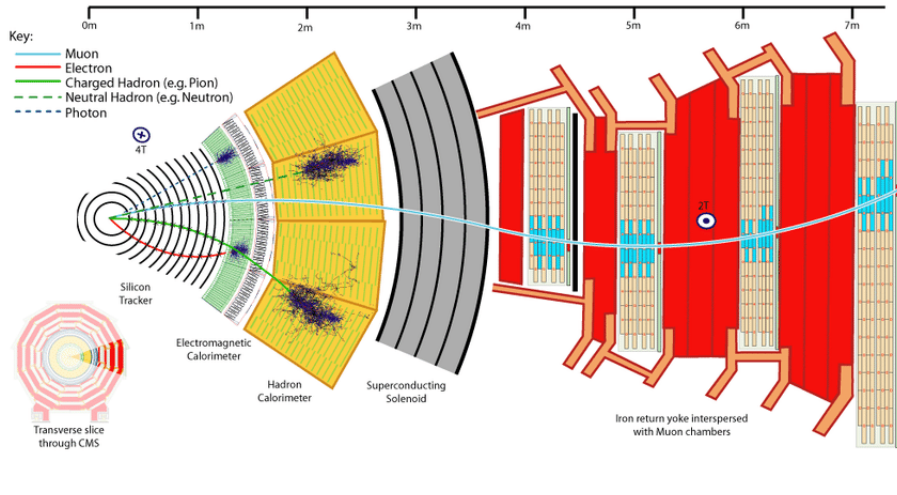 0m 1m 2m 3m 4m 5m 6m 7m
Key:
Muon
Electron
Charged Hadron (e.g. Pion)
Neutral Hadron (e.g. Neutron)
Photon
4T
2T
Silicon
Tracker
Electromagnetic
Calorimeter
Hadron
Calorimeter
Superconducting
Solenoid
Iron return yoke interspersed
with Muon chambers
Transverse slice
through CMS